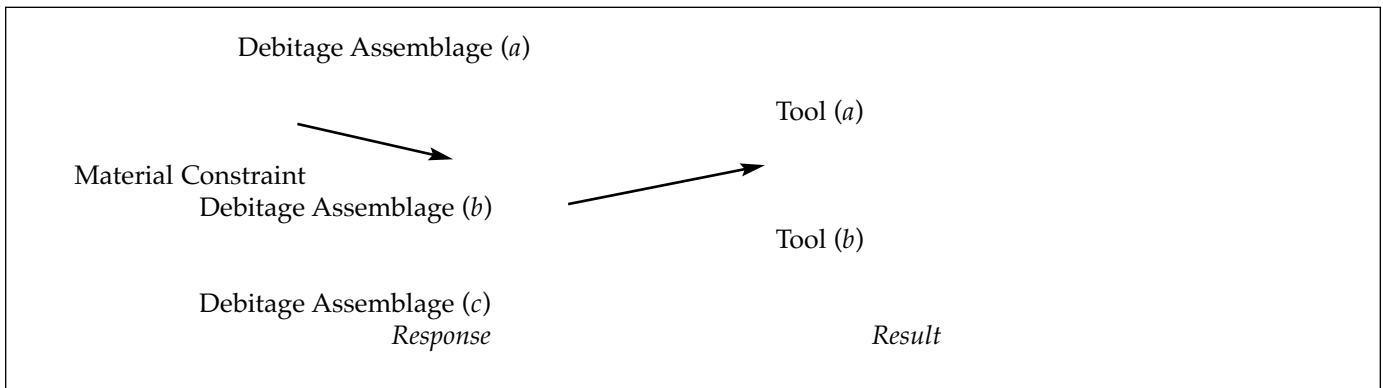 Debitage Assemblage (a)
Tool (a)
Material Constraint
Debitage Assemblage (b)
Tool (b)
Debitage Assemblage (c)
Response Result